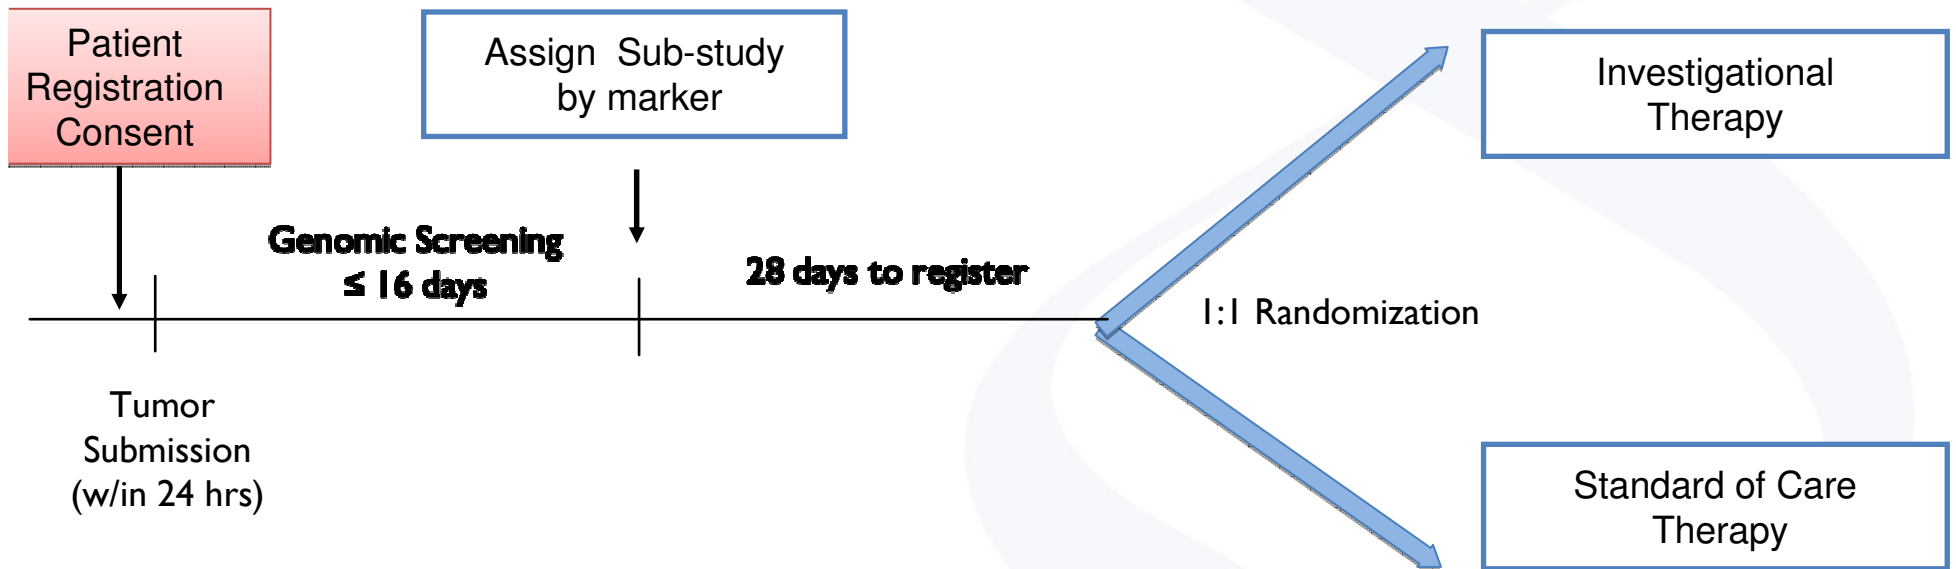 Patient
Registration
Consent
Assign Sub-study
by marker
Investigational
Therapy
Genomic Screening
≤ 16 days
28 days to register
1:1 Randomization
Tumor
Submission
(w/in 24 hrs)
Standard of Care
Therapy